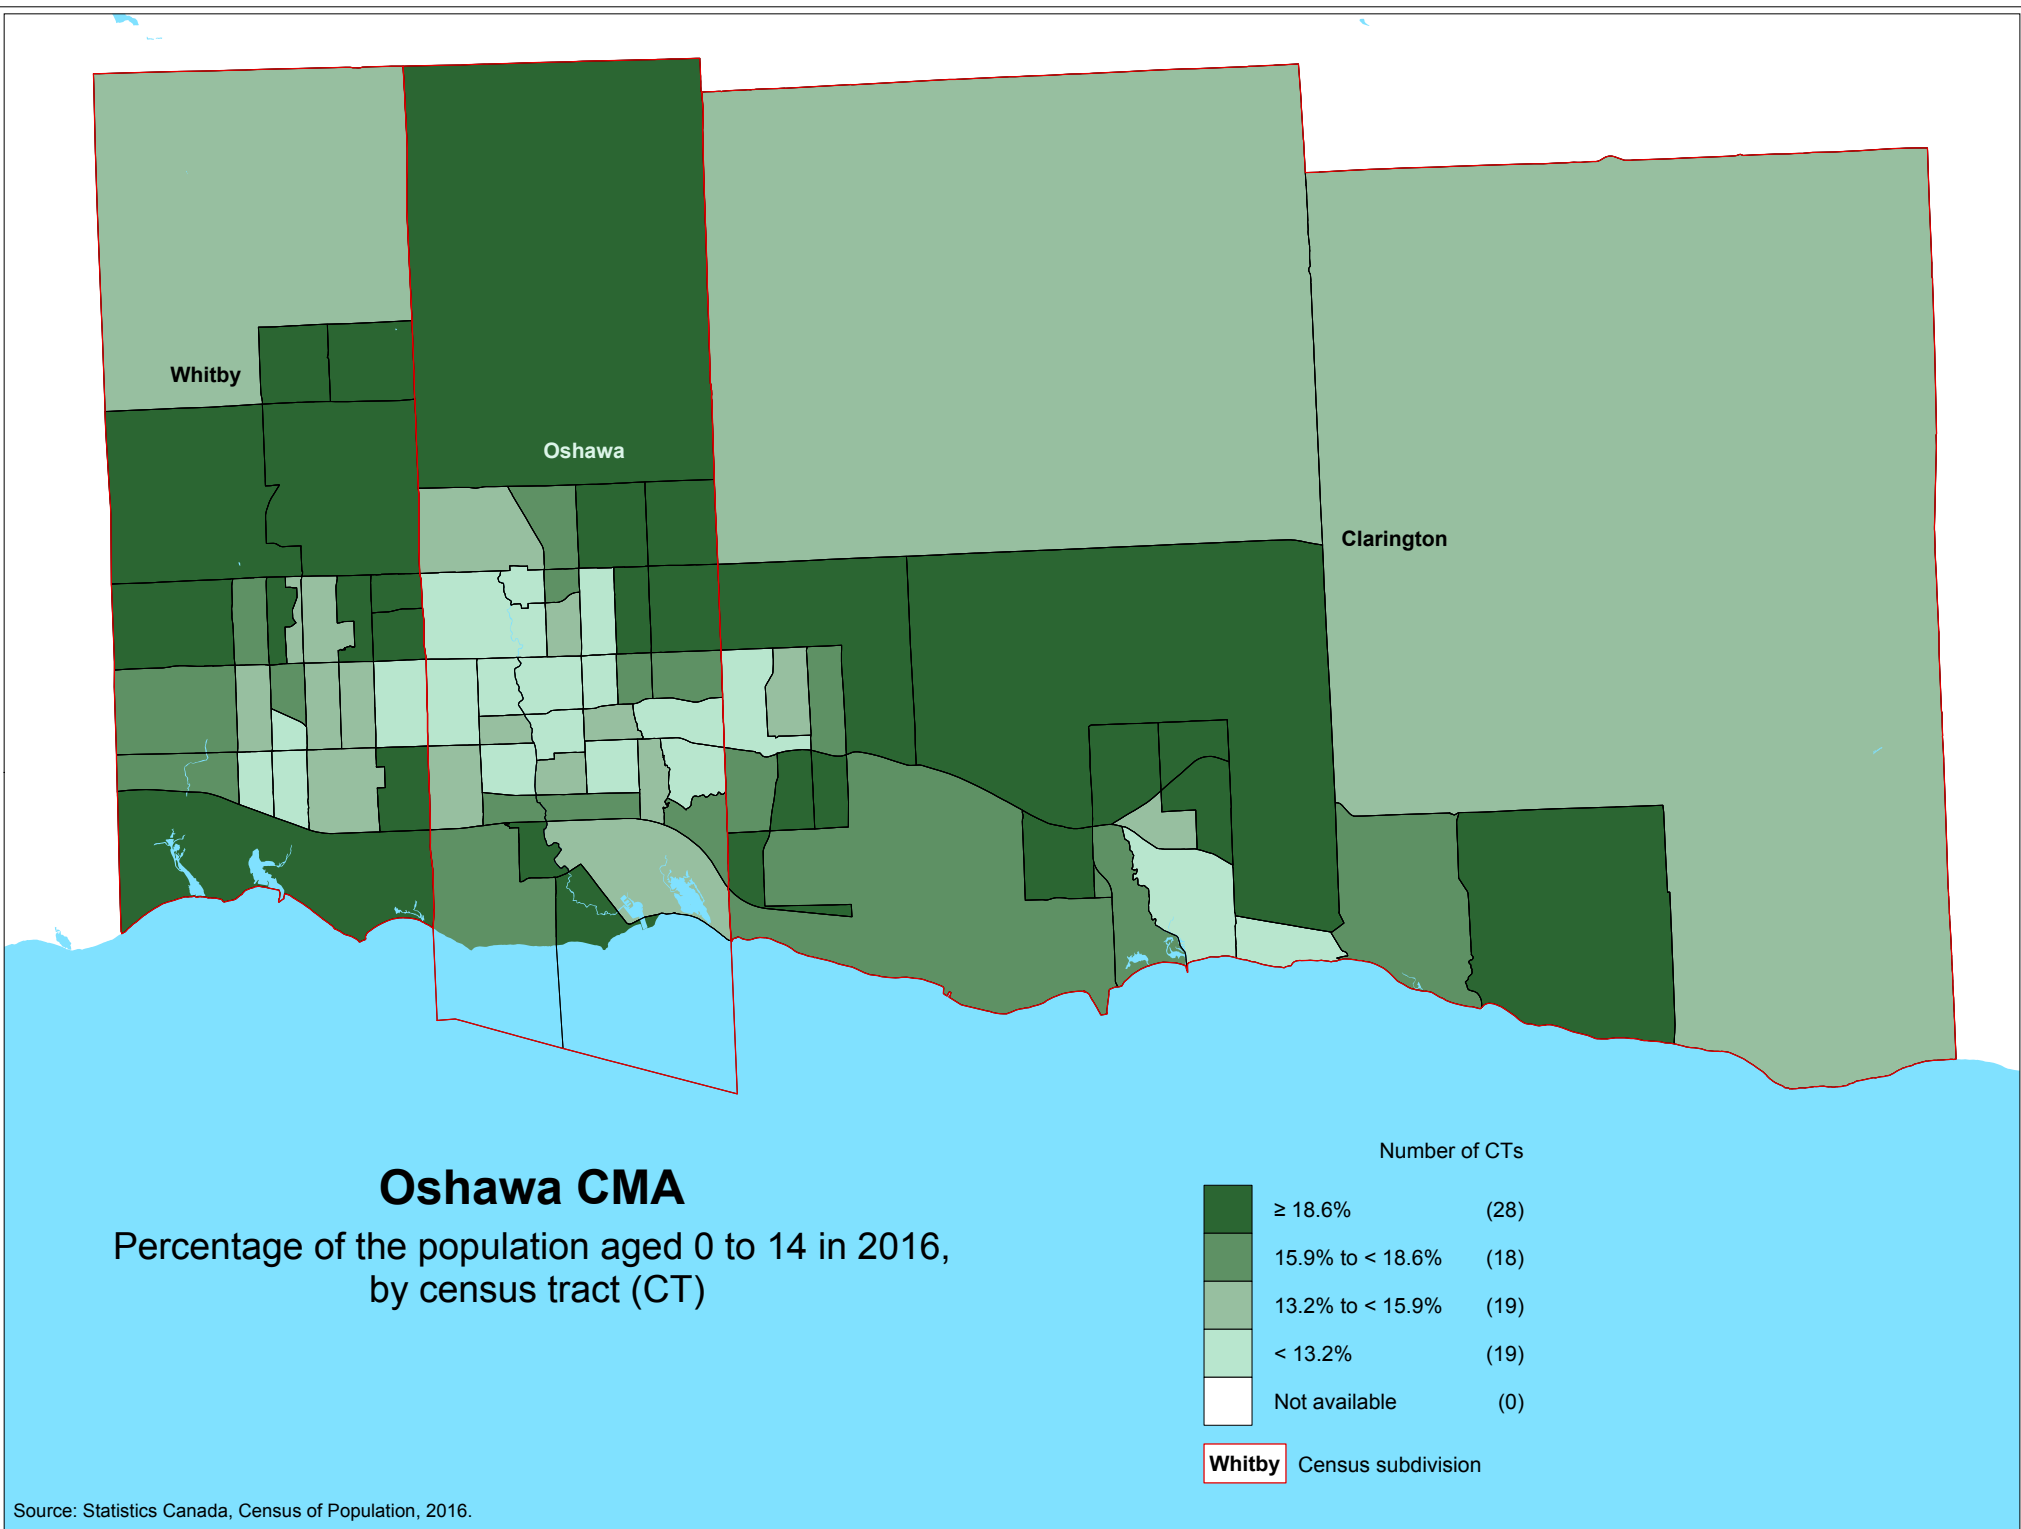 Whitby
Oshawa
Clarington
Oshawa CMA
Percentage of the population aged 0 to 14 in 2016,
by census tract (CT)
Number of CTs
≥ 18.6% (28)
15.9% to < 18.6% (18)
13.2% to < 15.9% (19)
< 13.2% (19)
Not available (0)
Whitby Census subdivision
Source: Statistics Canada, Census of Population, 2016.